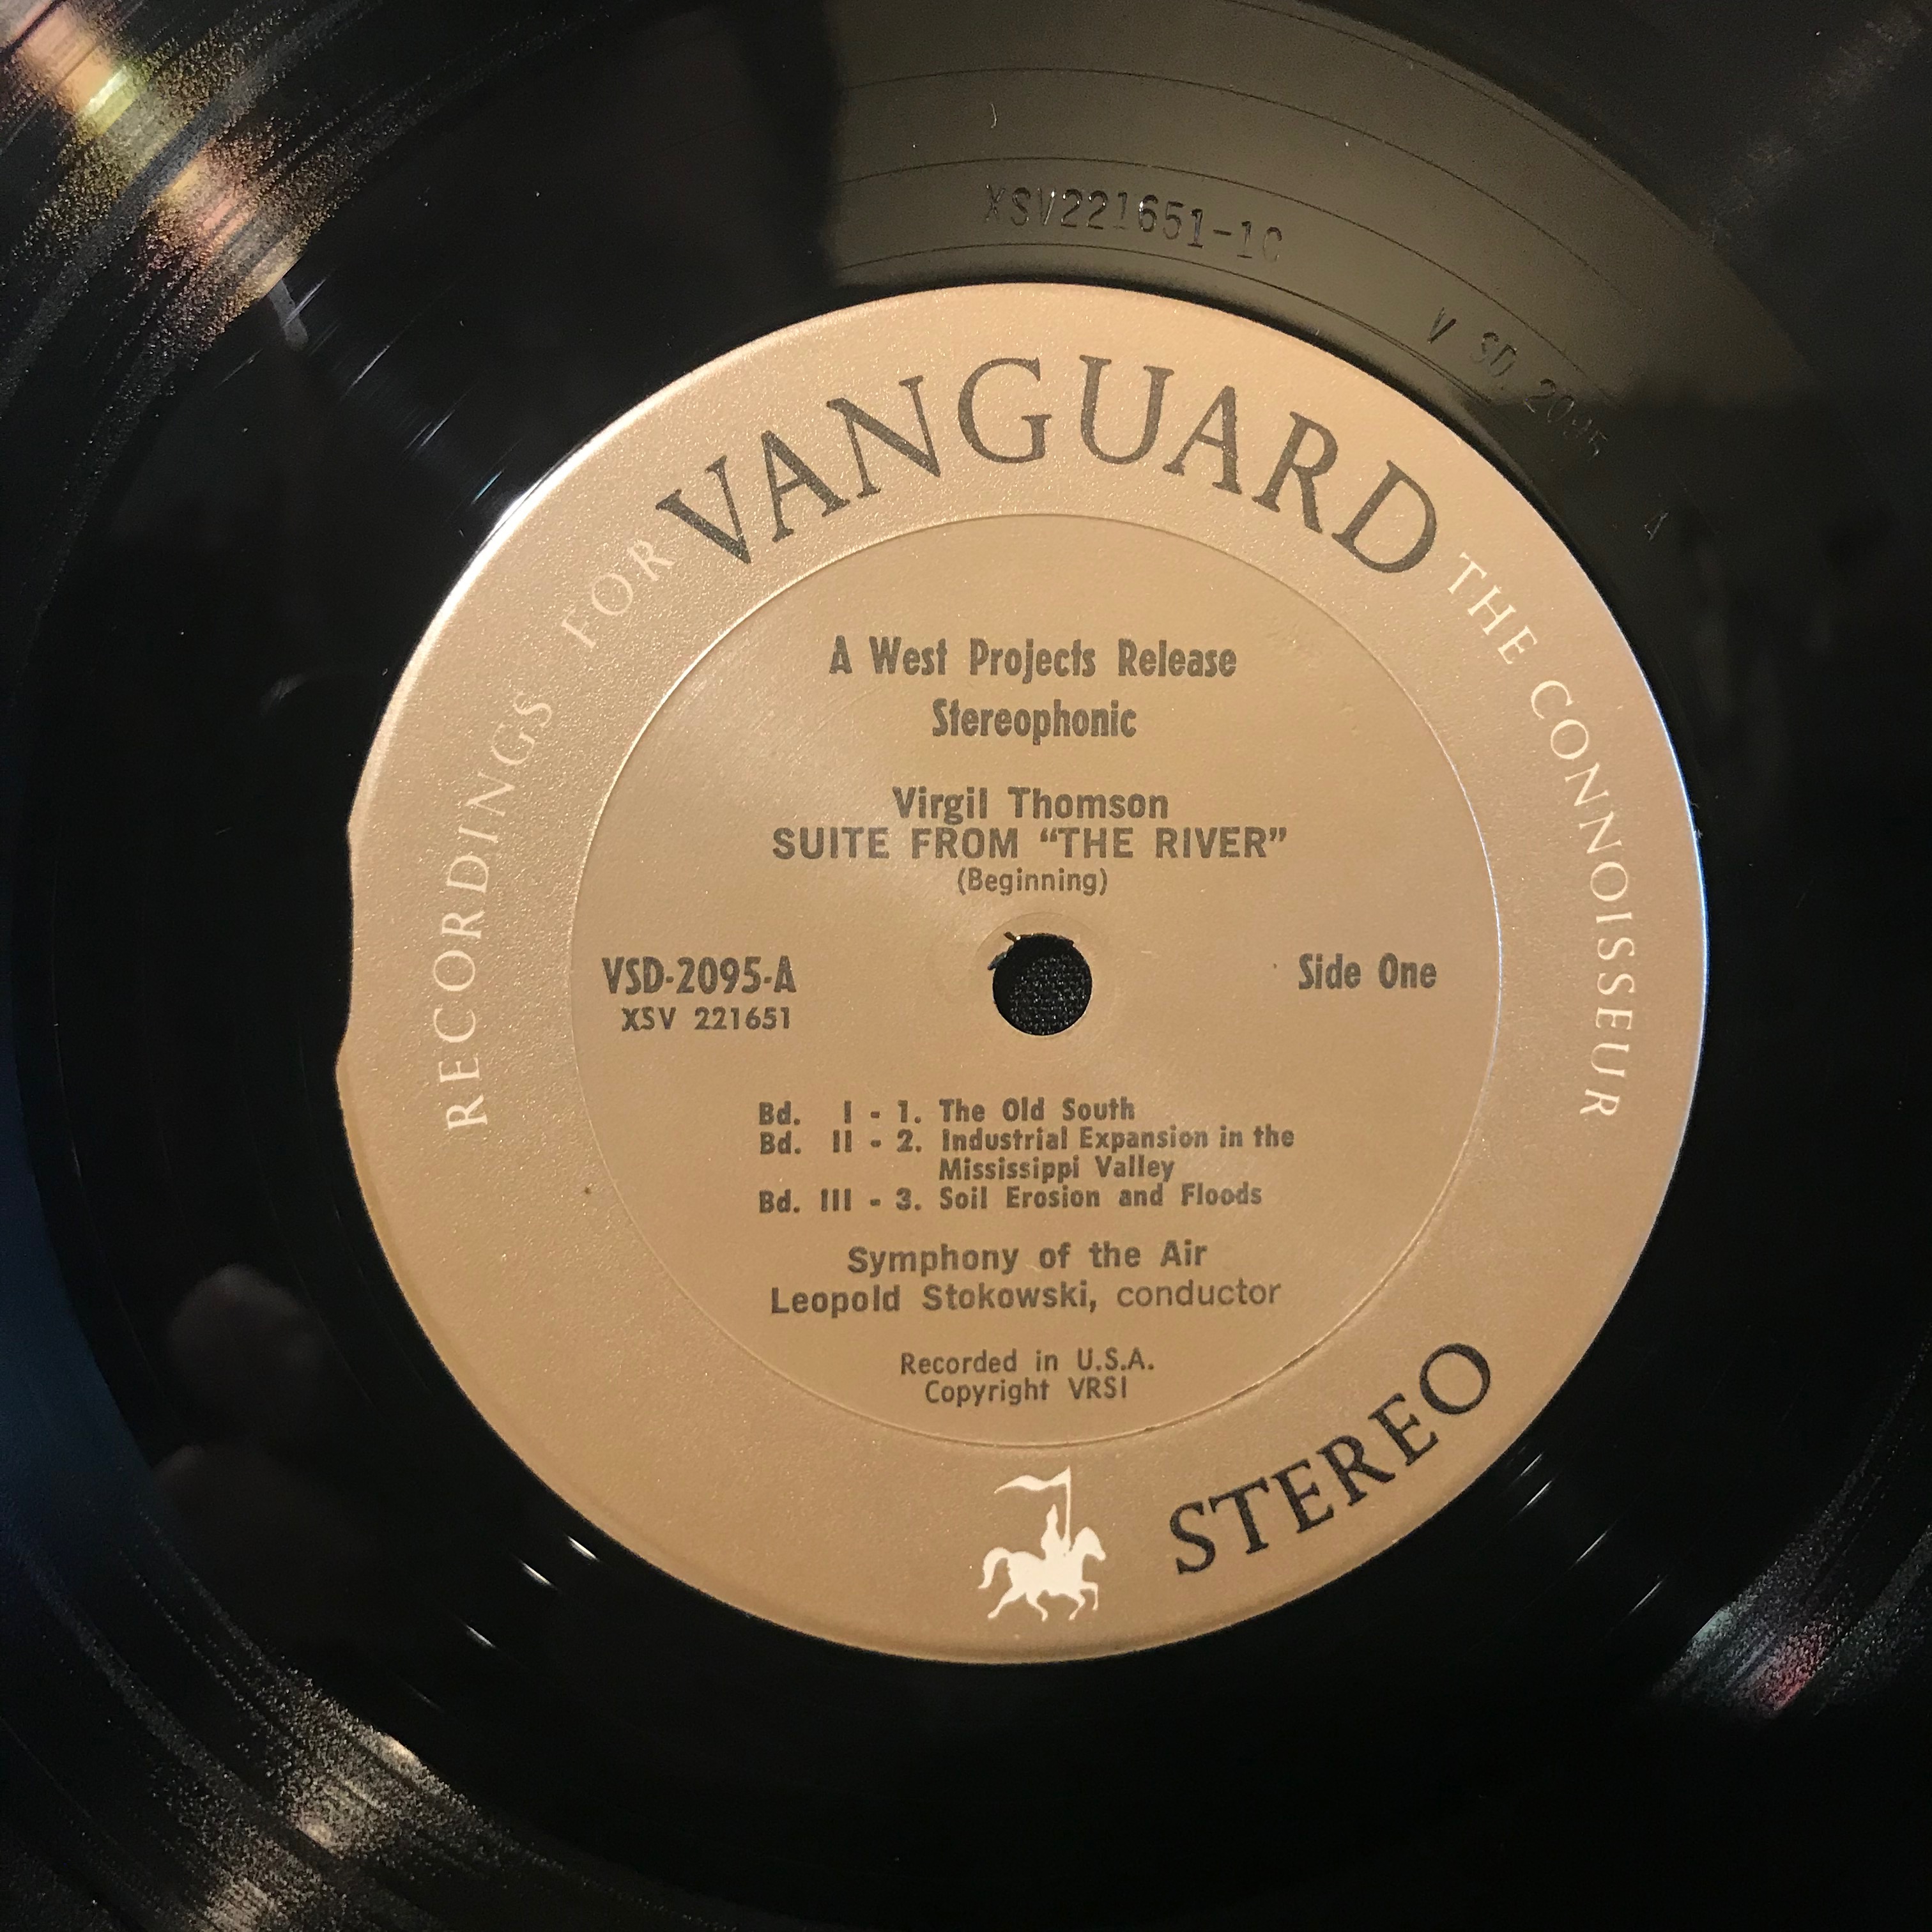 XSV221651-1C
V SD 2095 A
RECORDINGS FOR VANGUARD THE CONNOISSEUR
A West Projects Release
Stereophonic
Virgil Thomson
SUITE FROM “THE RIVER”
(Beginning)
VSD-2095-A
XSV 221651
Side One
Bd. I - 1. The Old South
Bd. II - 2. Industrial Expansion in the
Mississippi Valley
Bd. III - 3. Soil Erosion and Floods
Symphony of the Air
Leopold Stokowski, conductor
Recorded in U.S.A.
Copyright VRSI
STEREO